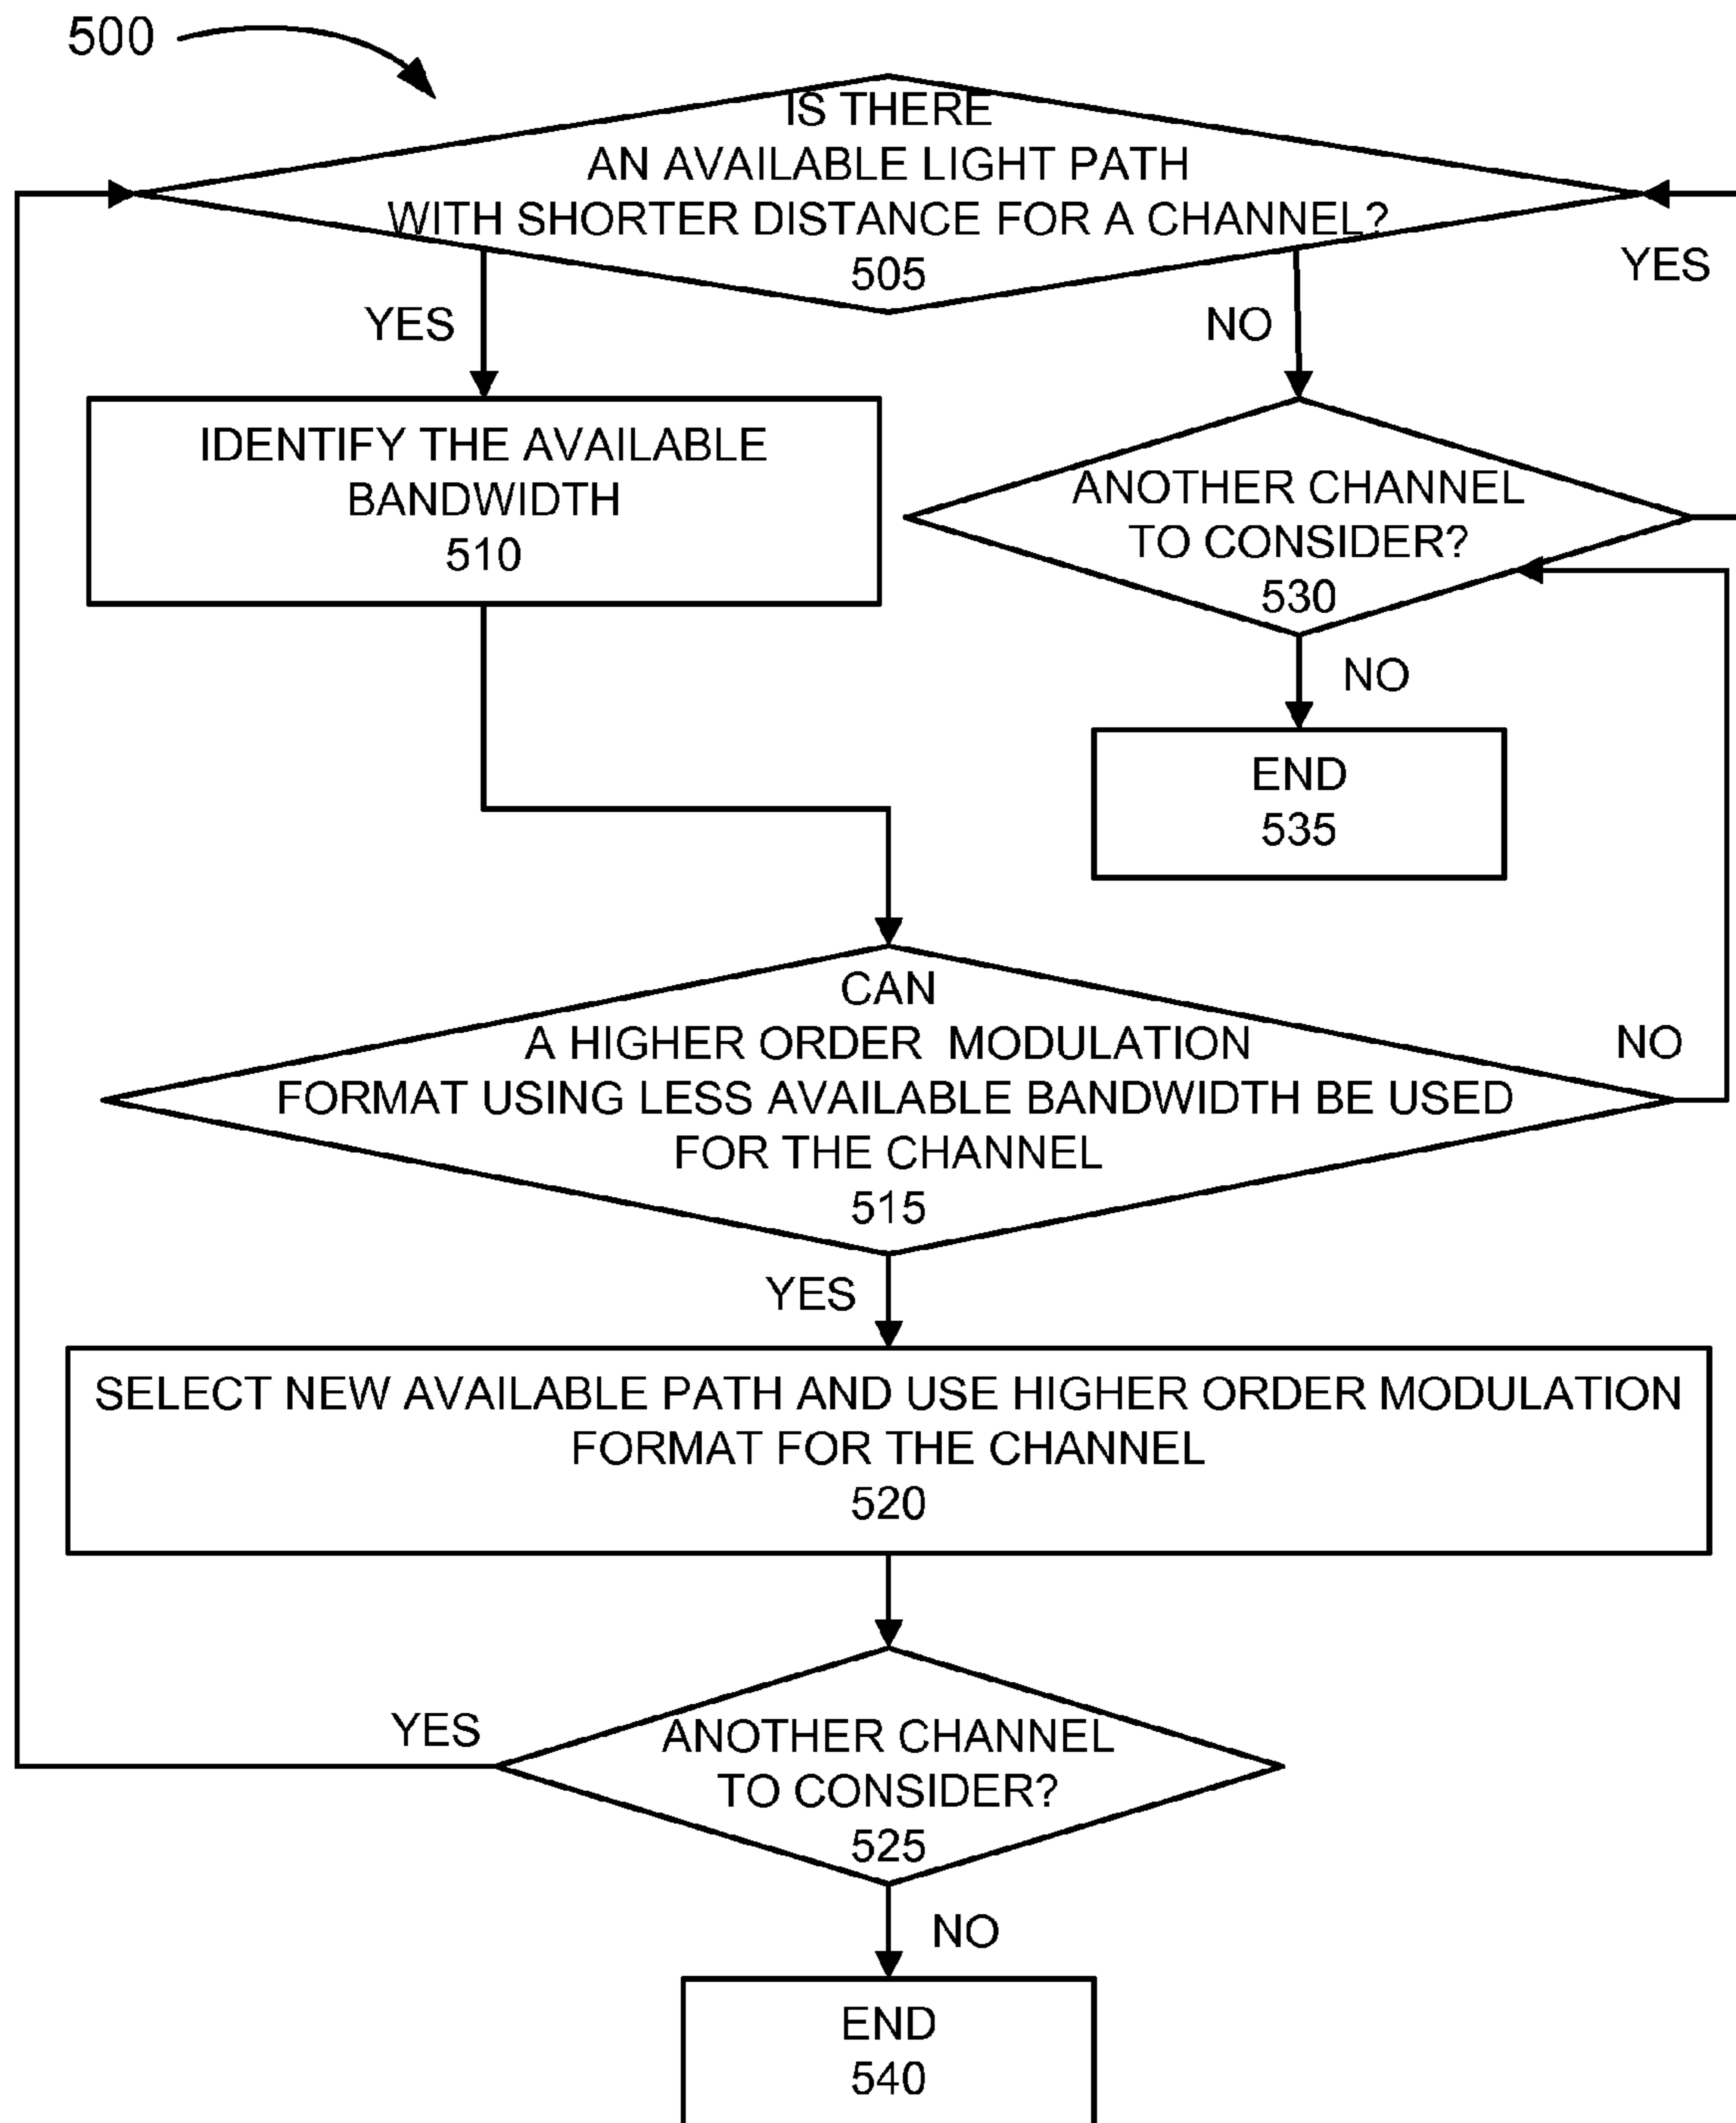 500
IS THERE
AN AVAILABLE LIGHT PATH
WITH SHORTER DISTANCE FOR A CHANNEL?
505
YES
YES
NO
IDENTIFY THE AVAILABLE
BANDWIDTH
510
ANOTHER CHANNEL
TO CONSIDER?
530
NO
END
535
CAN
A HIGHER ORDER MODULATION
FORMAT USING LESS AVAILABLE BANDWIDTH BE USED
FOR THE CHANNEL
515
NO
YES
SELECT NEW AVAILABLE PATH AND USE HIGHER ORDER MODULATION
FORMAT FOR THE CHANNEL
520
YES
ANOTHER CHANNEL
TO CONSIDER?
525
NO
END
540